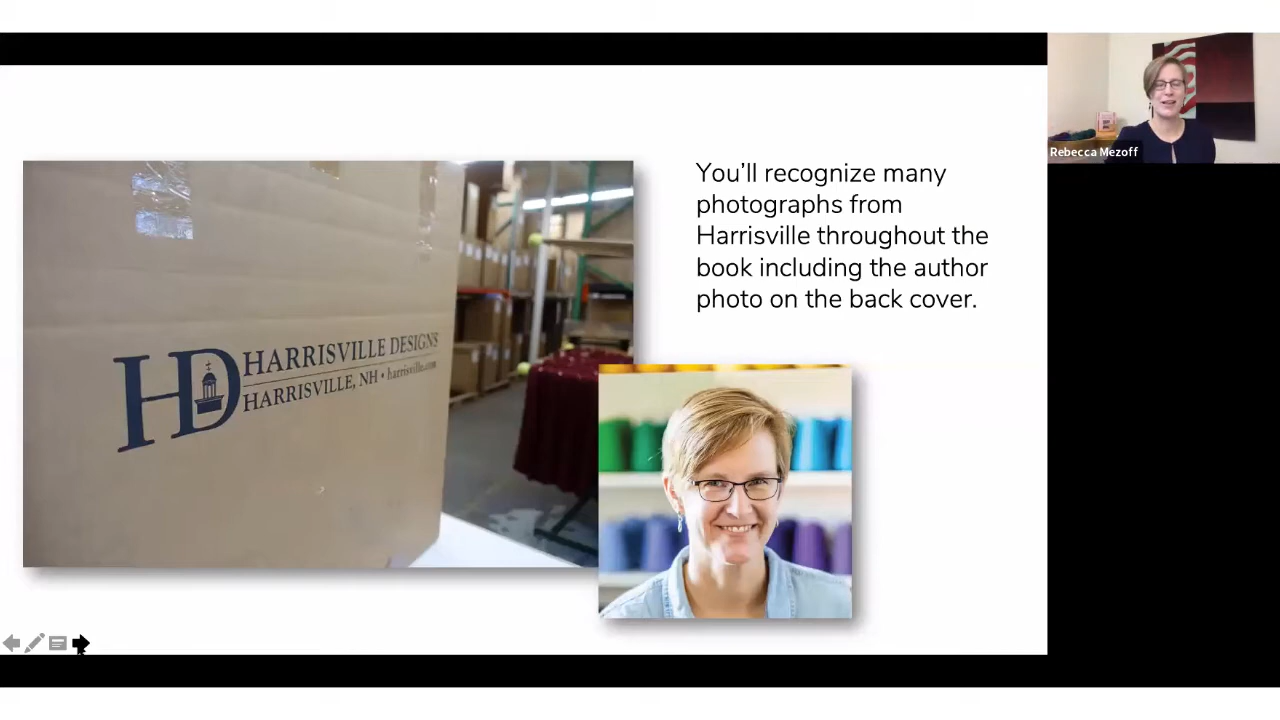 You'll recognize many
photographs from
Harrisville throughout the
book including the author
photo on the back cover.
HD HARRISVILLE DESIGNS
HARRISVILLE, NH • harrisville.com
Rebecca Mezoff